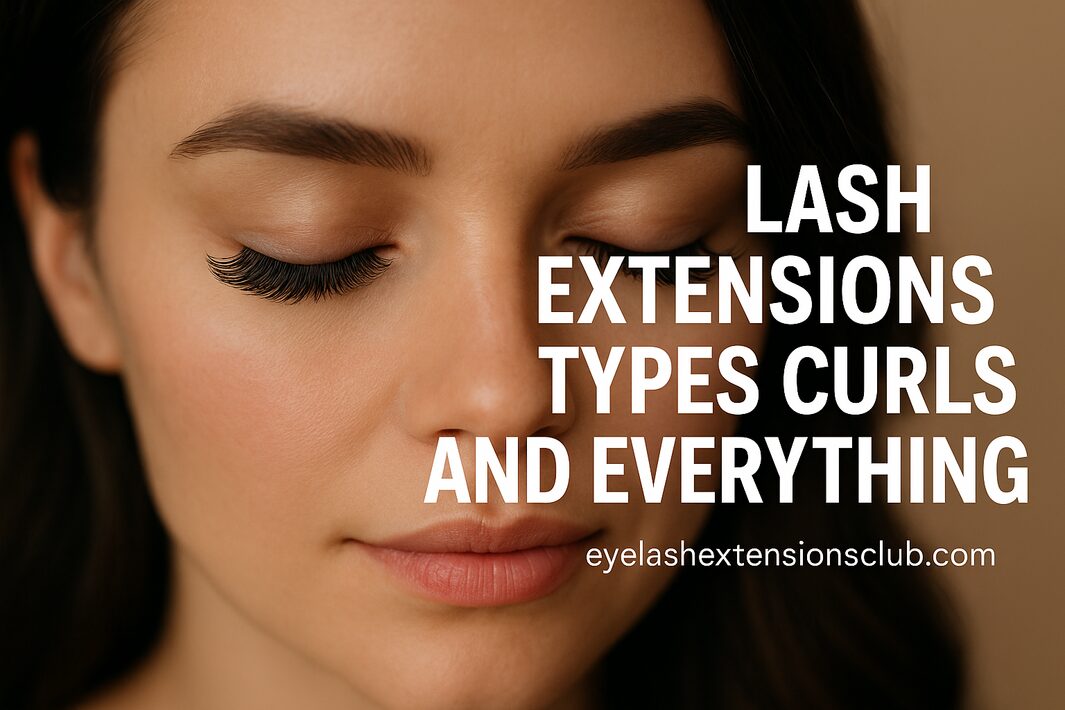 LASH
EXTENSIONS
TYPES CURLS
AND EVERYTHING
eyelashextensionsclub.com